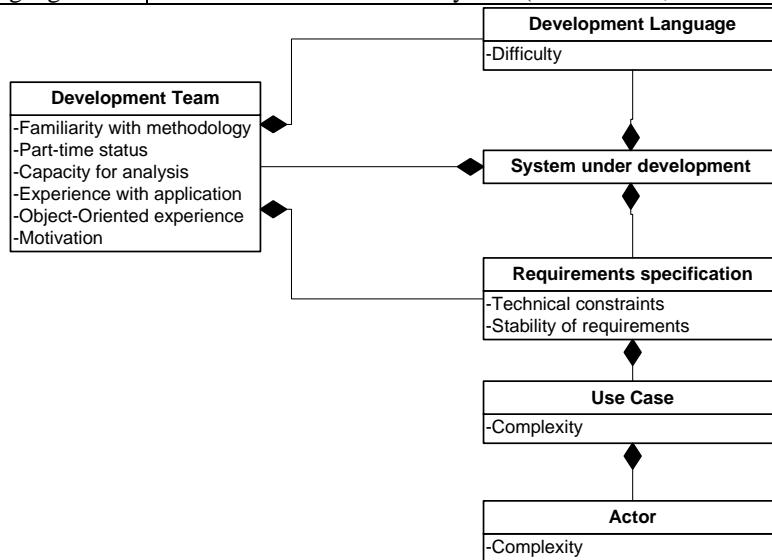 Development Language
-Difficulty
Development Team
-Familiarity with methodology
-Part-time status
-Capacity for analysis
-Experience with application
-Object-Oriented experience
-Motivation
System under development
Requirements specification
-Technical constraints
-Stability of requirements
Use Case
-Complexity
Actor
-Complexity